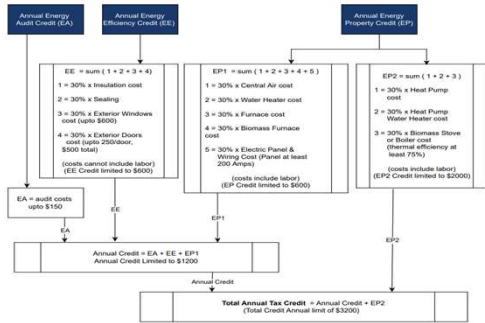 Annual Energy
Audit Credit (EA)
Annual Energy
Efficiency Credit (EE)
Annual Energy
Property Credit (EP)
EE = sum ( 1 + 2 + 3 + 4)
1 = 30% x Insulation cost
2 = 30% x Sealing
3 = 30% x Exterior Windows
cost (upto $600)
4 = 30% x Exterior Doors
cost (upto 250/door,
$500 total)
(costs cannot include labor)
(EE Credit limited to $600)
EP1 = sum ( 1 + 2 + 3 + 4 + 5 )
1 = 30% x Central Air cost
2 = 30% x Water Heater cost
3 = 30% x Furnace cost
4 = 30% x Biomass Furnace
cost
5 = 30% x Electric Panel &
Wiring Cost (Panel at least
200 Amps)
(costs include labor)
(EP Credit limited to $600)
EP2 = sum ( 1 + 2 + 3 )
1 = 30% x Heat Pump
cost
2 = 30% x Heat Pump
Water Heater cost
3 = 30% x Biomass Stove
or Boiler cost
(thermal efficiency at
least 75%)
(costs include labor)
(EP2 Credit limited to $2000)
EA = audit costs
upto $150
EA
EE
EP1
EP2
Annual Credit = EA + EE + EP1
Annual Credit Limited to $1200
Annual Credit
Total Annual Tax Credit = Annual Credit + EP2
(Total Credit Annual limit of $3200)